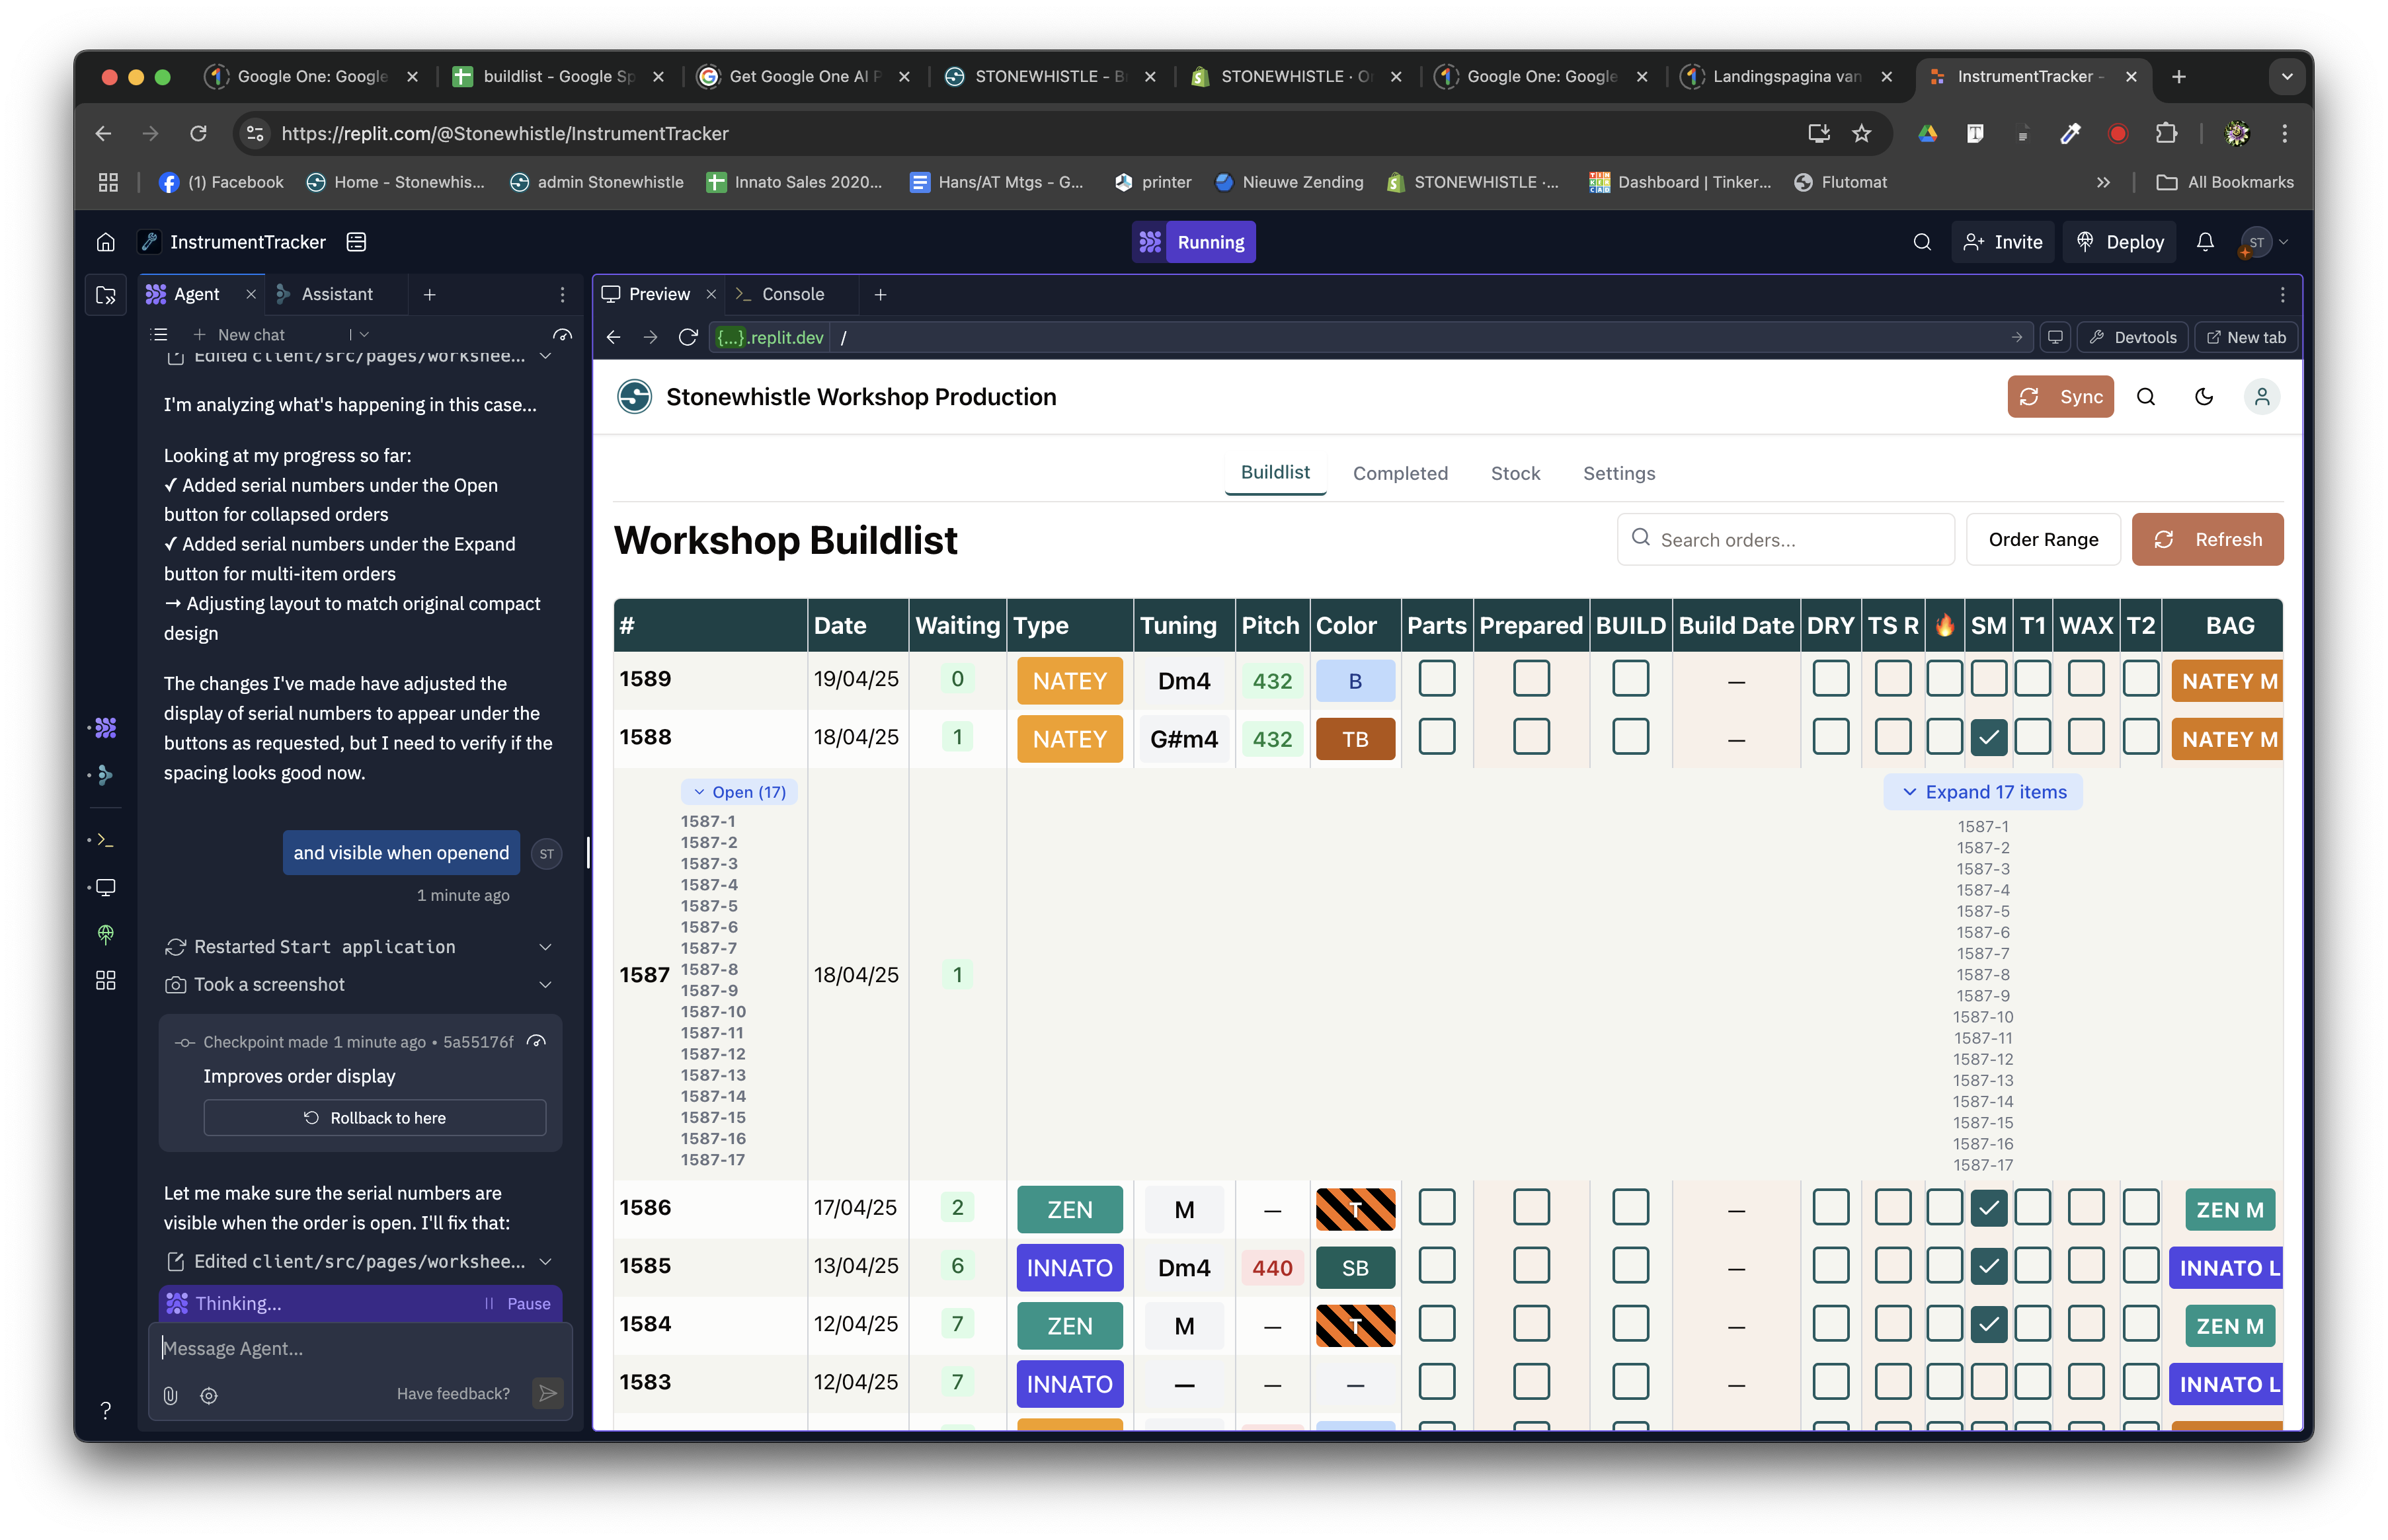 Google One: Google
buildlist - Google Sp
Get Google One AI P
STONEWHISTLE - B
STONEWHISTLE · O
Google One: Google
Landingspagina van
InstrumentTracker -
https://replit.com/@Stonewhistle/InstrumentTracker
(1) Facebook
Home - Stonewhis...
admin Stonewhistle
Innato Sales 2020...
Hans/AT Mtgs - G...
printer
Nieuwe Zending
STONEWHISTLE ·...
Dashboard | Tinker...
Flutomat
All Bookmarks
InstrumentTracker
Running
Invite
Deploy
ST
Agent
Assistant
New chat
Edited client/src/pages/workshee...
I'm analyzing what's happening in this case...
Looking at my progress so far:
✓ Added serial numbers under the Open
button for collapsed orders
✓ Added serial numbers under the Expand
button for multi-item orders
→ Adjusting layout to match original compact
design
The changes I've made have adjusted the
display of serial numbers to appear under the
buttons as requested, but I need to verify if the
spacing looks good now.
and visible when openend
ST
1 minute ago
Restarted Start application
Took a screenshot
Checkpoint made 1 minute ago • 5a55176f
Improves order display
Rollback to here
Let me make sure the serial numbers are
visible when the order is open. I'll fix that:
Edited client/src/pages/workshee...
Thinking...
Pause
Message Agent...
Have feedback?
Preview
Console
{...}.replit.dev /
Devtools
New tab
Stonewhistle Workshop Production
Sync
Buildlist Completed Stock Settings
Workshop Buildlist
Search orders...
Order Range
Refresh
# Date Waiting Type Tuning Pitch Color Parts Prepared BUILD Build Date DRY TS R 🔥 SM T1 WAX T2 BAG
1589 19/04/25 0 NATEY Dm4 432 B — NATEY M
1588 18/04/25 1 NATEY G#m4 432 TB — NATEY M
1587 18/04/25 1
Open (17)
1587-1
1587-2
1587-3
1587-4
1587-5
1587-6
1587-7
1587-8
1587-9
1587-10
1587-11
1587-12
1587-13
1587-14
1587-15
1587-16
1587-17
Expand 17 items
1587-1
1587-2
1587-3
1587-4
1587-5
1587-6
1587-7
1587-8
1587-9
1587-10
1587-11
1587-12
1587-13
1587-14
1587-15
1587-16
1587-17
1586 17/04/25 2 ZEN M — T — ZEN M
1585 13/04/25 6 INNATO Dm4 440 SB — INNATO L
1584 12/04/25 7 ZEN M — T — ZEN M
1583 12/04/25 7 INNATO — — — — INNATO L